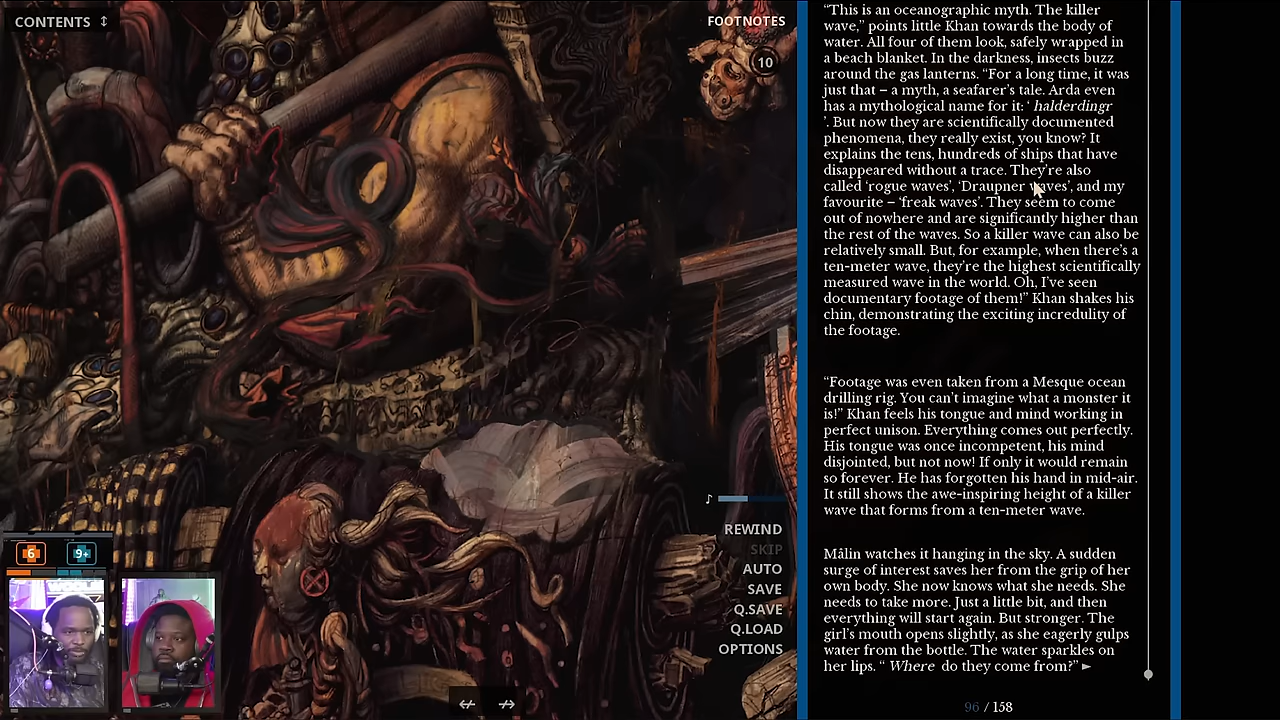 CONTENTS
FOOTNOTES
10
“This is an oceanographic myth. The killer
wave,” points little Khan towards the body of
water. All four of them look, safely wrapped in
a beach blanket. In the darkness, insects buzz
around the gas lanterns. “For a long time, it was
just that – a myth, a seafarer’s tale. Arda even
has a mythological name for it: ‘ halderdingr
’. But now they are scientifically documented
phenomena, they really exist, you know? It
explains the tens, hundreds of ships that have
disappeared without a trace. They’re also
called ‘rogue waves’, ‘Draupner waves’, and my
favourite – ‘freak waves’. They seem to come
out of nowhere and are significantly higher than
the rest of the waves. So a killer wave can also be
relatively small. But, for example, when there’s a
ten-meter wave, they’re the highest scientifically
measured wave in the world. Oh, I’ve seen
documentary footage of them!” Khan shakes his
chin, demonstrating the exciting incredulity of
the footage.
“Footage was even taken from a Mesque ocean
drilling rig. You can’t imagine what a monster it
is!” Khan feels his tongue and mind working in
perfect unison. Everything comes out perfectly.
His tongue was once incompetent, his mind
disjointed, but not now! If only it would remain
so forever. He has forgotten his hand in mid-air.
It still shows the awe-inspiring height of a killer
wave that forms from a ten-meter wave.
Målin watches it hanging in the sky. A sudden
surge of interest saves her from the grip of her
own body. She now knows what she needs. She
needs to take more. Just a little bit, and then
everything will start again. But stronger. The
girl’s mouth opens slightly, as she eagerly gulps
water from the bottle. The water sparkles on
her lips. “ Where do they come from?” ►
96 / 158
REWIND
SKIP
AUTO
SAVE
Q.SAVE
Q.LOAD
OPTIONS
6
9+